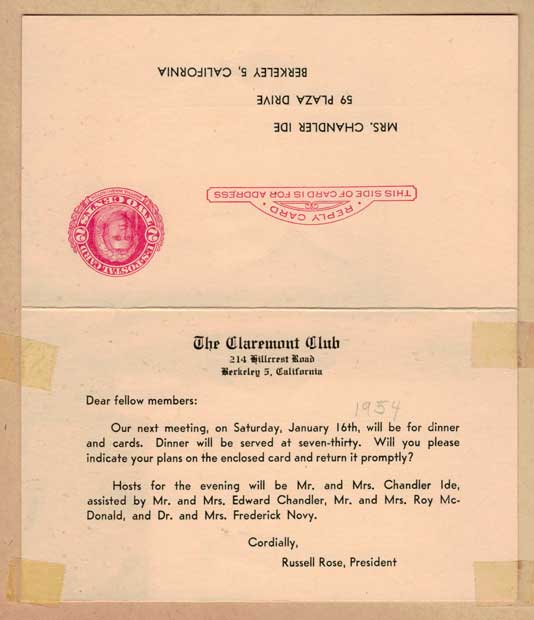 MRS. CHANDLER IDE
59 PLAZA DRIVE
BERKELEY 5, CALIFORNIA
THIS SIDE OF CARD IS FOR ADDRESS
· REPLY CARD ·
U.S. POSTAL CARD
TWO CENTS
The Claremont Club
214 Hillcrest Road
Berkeley 5, California
Dear fellow members:
1954
Our next meeting, on Saturday, January 16th, will be for dinner
and cards. Dinner will be served at seven-thirty. Will you please
indicate your plans on the enclosed card and return it promptly?
Hosts for the evening will be Mr. and Mrs. Chandler Ide,
assisted by Mr. and Mrs. Edward Chandler, Mr. and Mrs. Roy Mc-
Donald, and Dr. and Mrs. Frederick Novy.
Cordially,
Russell Rose, President